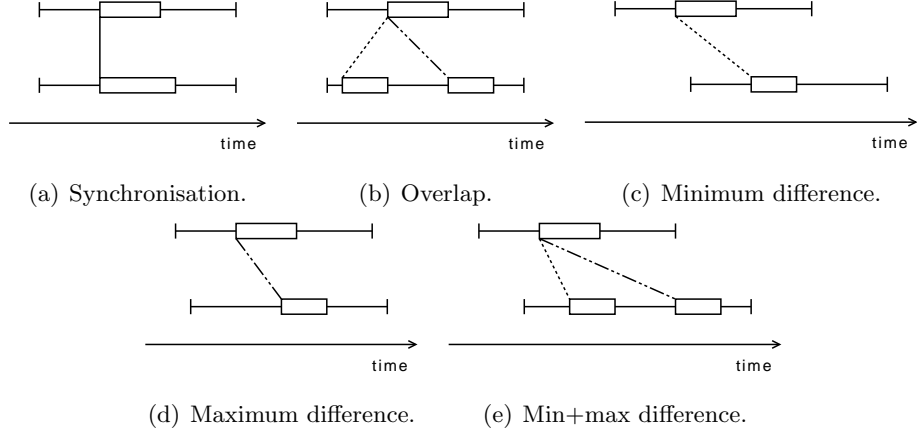 time
time
time
(a) Synchronisation.
(b) Overlap.
(c) Minimum difference.
time
time
(d) Maximum difference.
(e) Min+max difference.